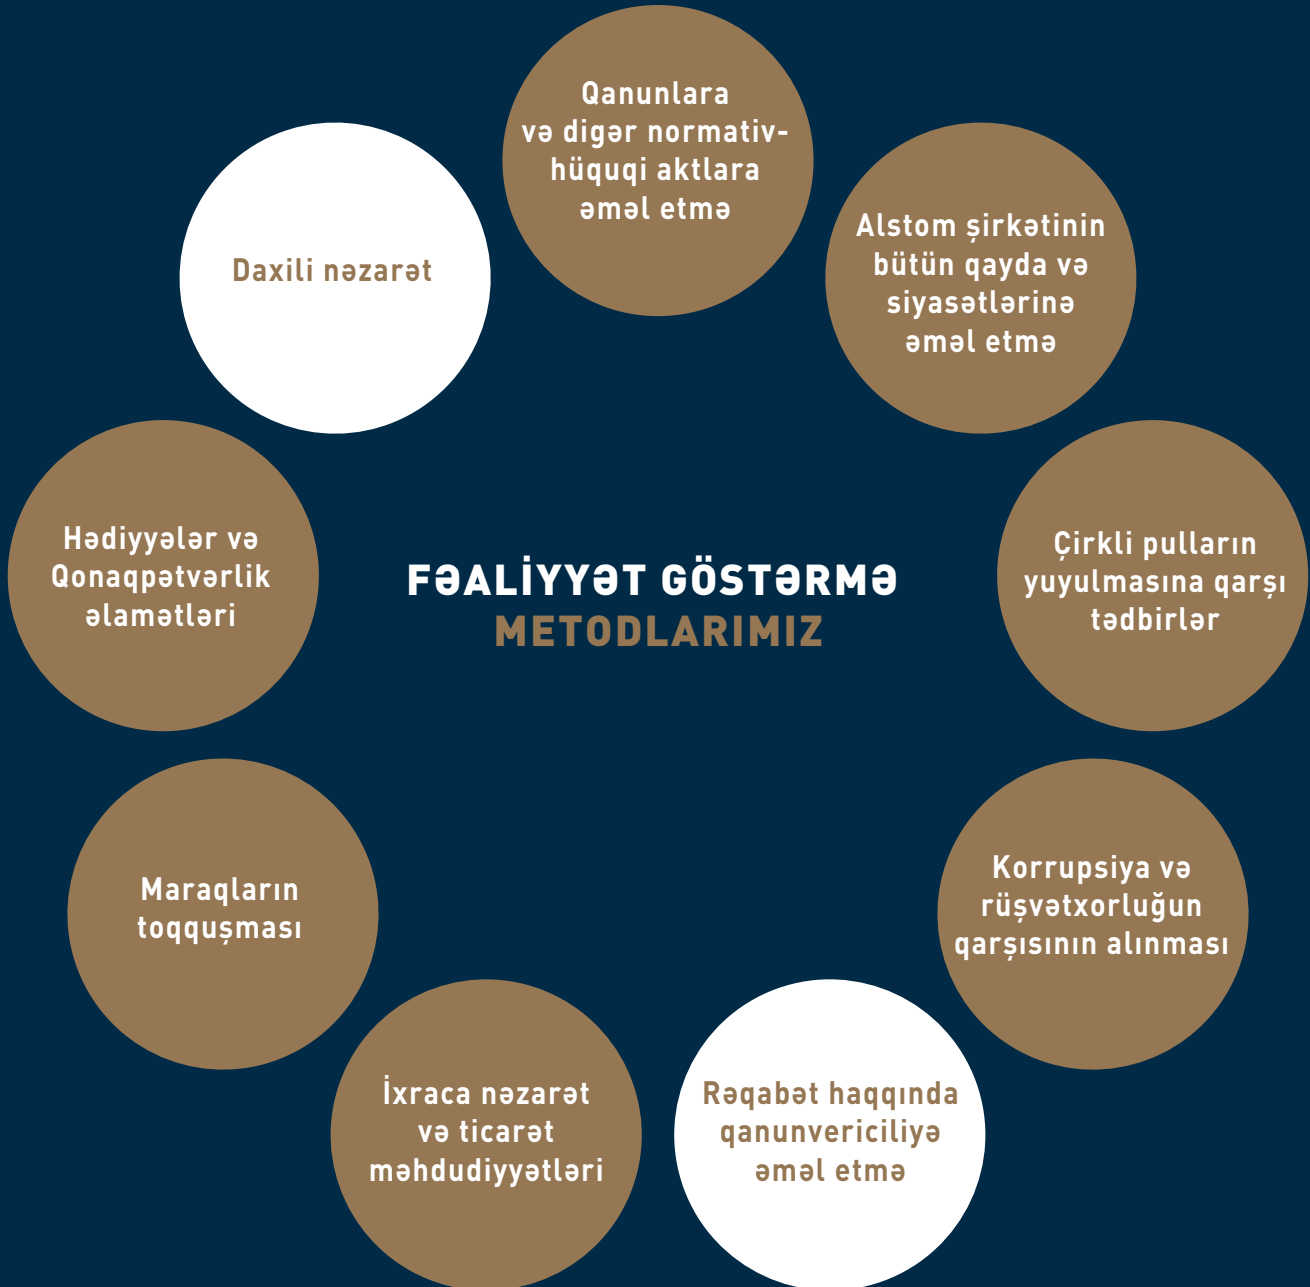 Qanunlara
və digər normativ-
hüquqi aktlara
əməl etmə
Alstom şirkətinin
bütün qayda və
siyasətlərinə
əməl etmə
Çirkli pulların
yuyulmasına qarşı
tədbirlər
Korrupsiya və
rüşvətxorluğun
qarşısının alınması
Rəqabət haqqında
qanunvericiliyə
əməl etmə
İxraca nəzarət
və ticarət
məhdudiyyətləri
Maraqların
toqquşması
Hədiyyələr və
Qonaqpətvərlik
əlamətləri
Daxili nəzarət
FƏALİYYƏT GÖSTƏRMƏ
METODLARIMIZ